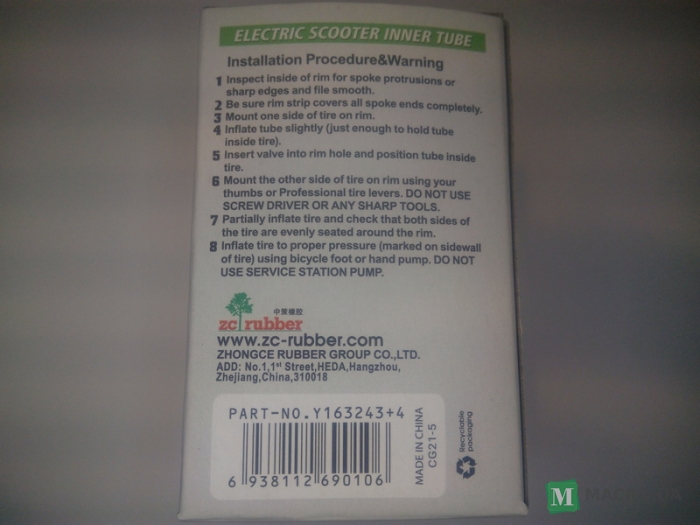 ELECTRIC SCOOTER INNER TUBE
Installation Procedure&Warning
1 Inspect inside of rim for spoke protrusions or
sharp edges and file smooth.
2 Be sure rim strip covers all spoke ends completely.
3 Mount one side of tire on rim.
4 Inflate tube slightly (just enough to hold tube
inside tire).
5 Insert valve into rim hole and position tube inside
tire.
6 Mount the other side of tire on rim using your
thumbs or Professional tire levers. DO NOT USE
SCREW DRIVER OR ANY SHARP TOOLS.
7 Partially inflate tire and check that both sides of
the tire are evenly seated around the rim.
8 Inflate tire to proper pressure (marked on sidewall
of tire) using bicycle foot or hand pump. DO NOT
USE SERVICE STATION PUMP.
中策橡胶
zc rubber
www.zc-rubber.com
ZHONGCE RUBBER GROUP CO.,LTD.
ADD: No.1,1st Street,HEDA,Hangzhou,
Zhejiang,China,310018
PART-NO.Y163243+4
6 938112 690106
MADE IN CHINA
CG21-5
Recyclable
packaging
M